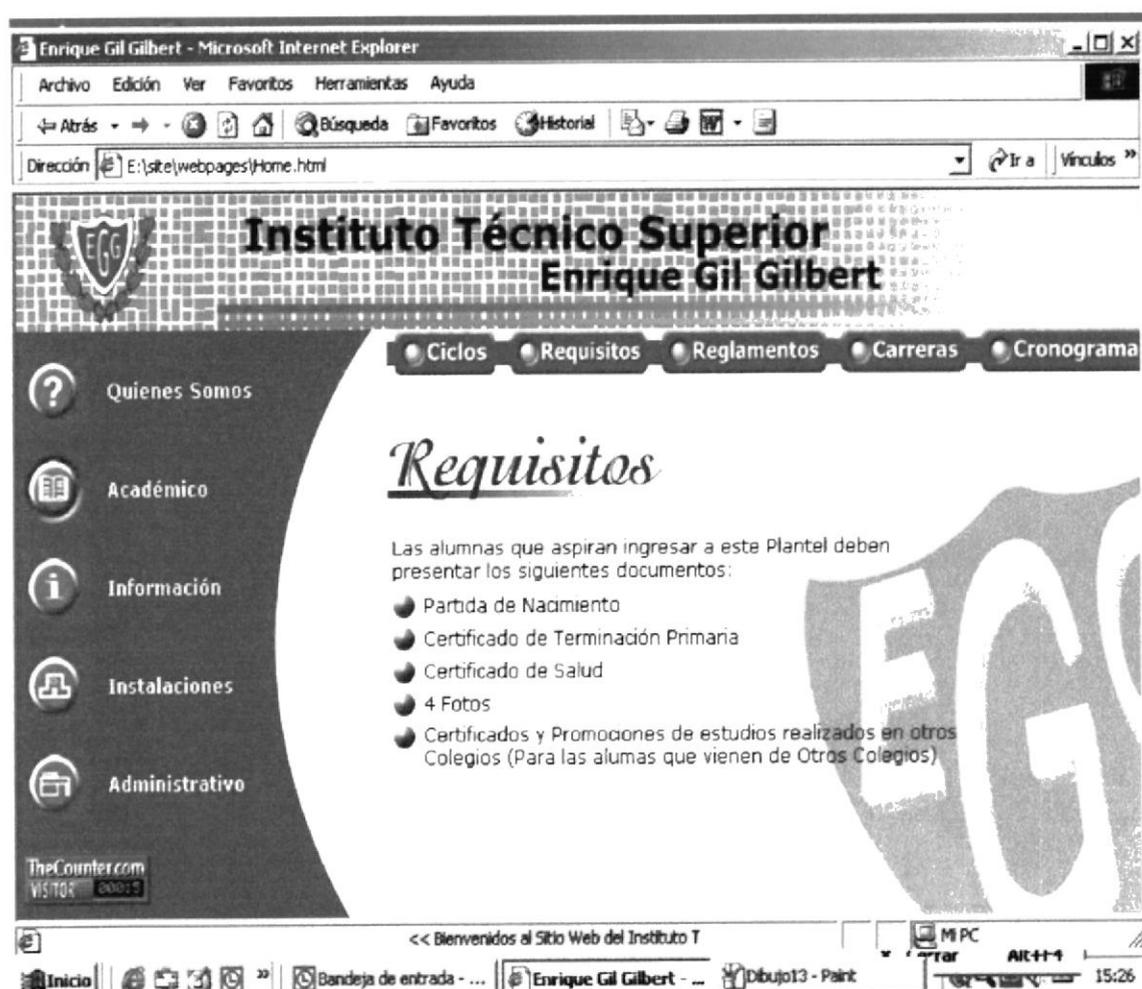 Enrique Gil Gilbert - Microsoft Internet Explorer
Archivo Edición Ver Favoritos Herramientas Ayuda
Atrás Búsqueda Favoritos Historial
Dirección E:\site\webpages\Home.html Ir a Vínculos »
EGG
Instituto Técnico Superior
Enrique Gil Gilbert
Ciclos Requisitos Reglamentos Carreras Cronograma
Quienes Somos
Académico
Información
Instalaciones
Administrativo
Requisitos
Las alumnas que aspiran ingresar a este Plantel deben
presentar los siguientes documentos:
Partida de Nacimiento
Certificado de Terminación Primaria
Certificado de Salud
4 Fotos
Certificados y Promociones de estudios realizados en otros
Colegios (Para las alumas que vienen de Otros Colegios)
EGG
TheCounter.com
VISITOR 00015
<< Bienvenidos al Sitio Web del Instituto T
Mi PC
Alt+F4
Inicio » Bandeja de entrada - ... Enrique Gil Gilbert - ... Dibujo13 - Paint 15:26